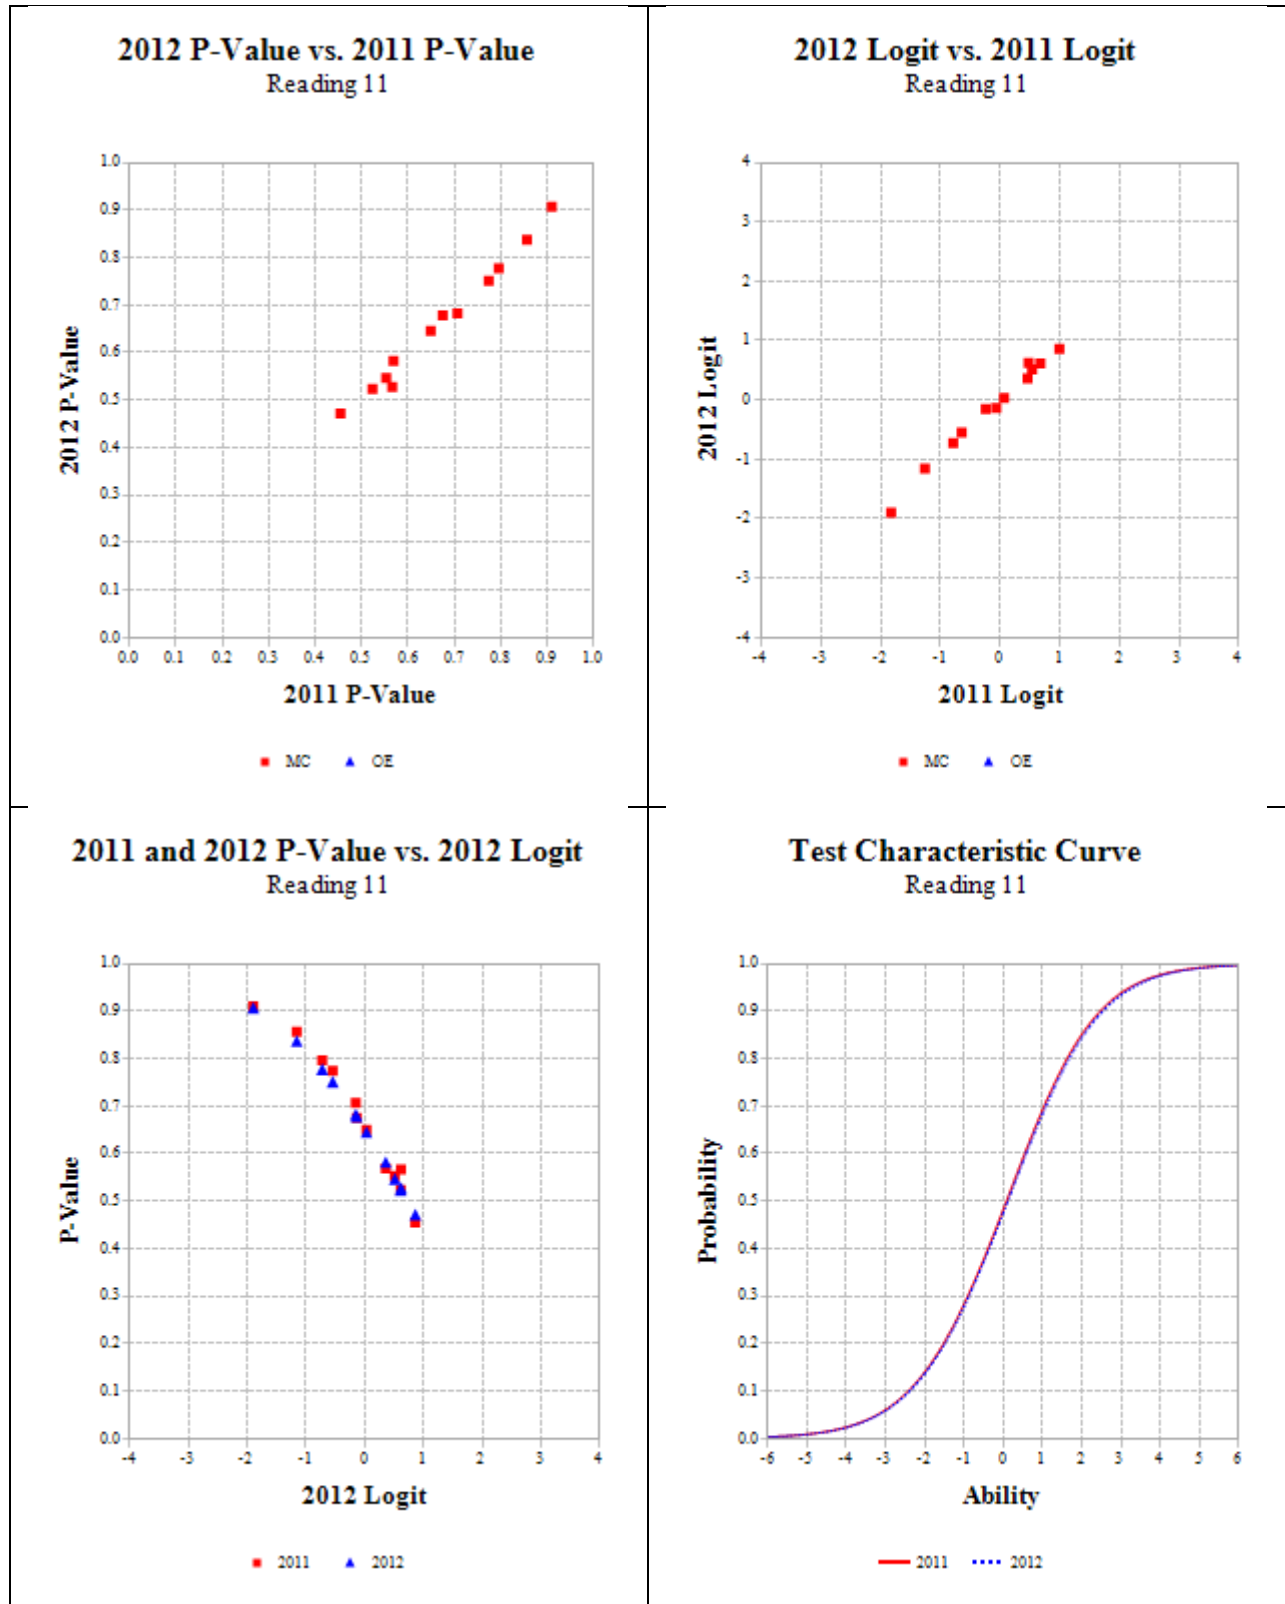 2012 P-Value vs. 2011 P-Value
Reading 11
1.0
0.9
0.8
0.7
0.6
0.5
0.4
0.3
0.2
0.1
0.0
2012 P-Value
0.0 0.1 0.2 0.3 0.4 0.5 0.6 0.7 0.8 0.9 1.0
2011 P-Value
MC OE
2012 Logit vs. 2011 Logit
Reading 11
4
3
2
1
0
-1
-2
-3
-4
2012 Logit
-4 -3 -2 -1 0 1 2 3 4
2011 Logit
MC OE
2011 and 2012 P-Value vs. 2012 Logit
Reading 11
1.0
0.9
0.8
0.7
0.6
0.5
0.4
0.3
0.2
0.1
0.0
P-Value
-4 -3 -2 -1 0 1 2 3 4
2012 Logit
2011 2012
Test Characteristic Curve
Reading 11
1.0
0.9
0.8
0.7
0.6
0.5
0.4
0.3
0.2
0.1
0.0
Probability
-6 -5 -4 -3 -2 -1 0 1 2 3 4 5 6
Ability
2011 2012